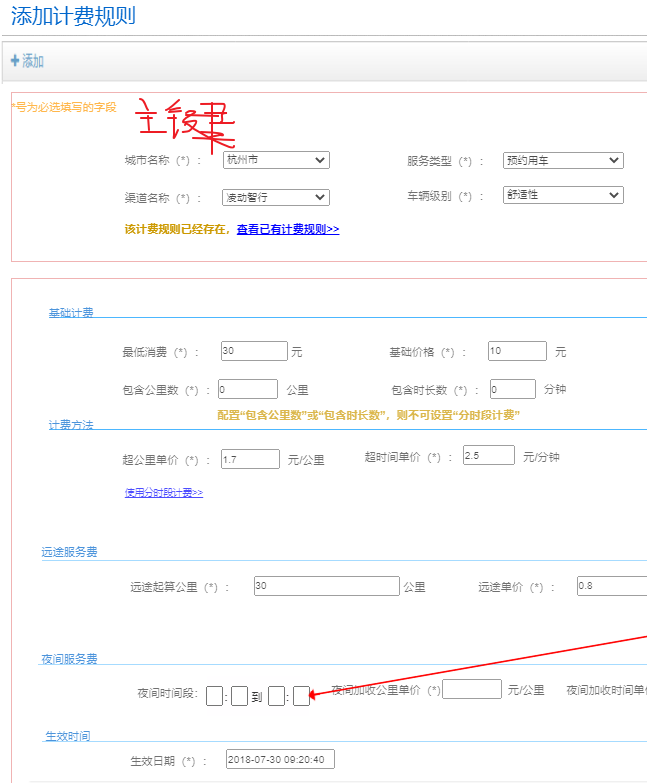 添加计费规则
添加
*号为必选填写的字段
城市名称 (*) : 杭州市 服务类型 (*) : 预约用车
渠道名称 (*) : 凌动智行 车辆级别 (*) : 舒适性
该计费规则已经存在，查看已有计费规则>>
基础计费
最低消费 (*) : 30 元 基础价格 (*) : 10 元
包含公里数 (*) : 0 公里 包含时长数 (*) : 0 分钟
配置“包含公里数”或“包含时长数”，则不可设置“分时段计费”
计费方法
超公里单价 (*) : 1.7 元/公里 超时间单价 (*) : 2.5 元/分钟
使用分时段计费>>
远途服务费
远途起算公里 (*) : 30 公里 远途单价 (*) : 0.8
夜间服务费
夜间时间段: : 到 : 夜间加收公里单价 (*) 元/公里 夜间加收时间单价
生效时间
生效日期 (*) : 2018-07-30 09:20:40